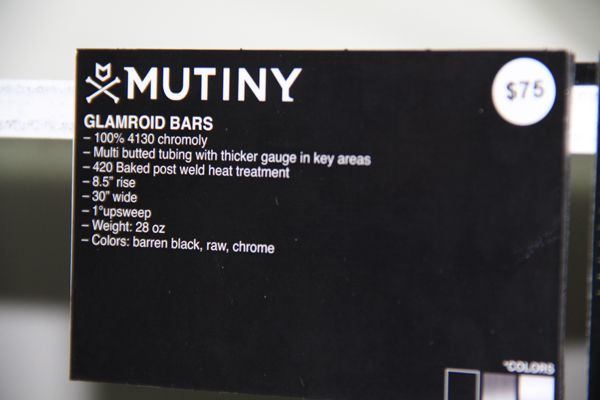 MUTINY
$75
GLAMROID BARS
– 100% 4130 chromoly
– Multi butted tubing with thicker gauge in key areas
– 420 Baked post weld heat treatment
– 8.5" rise
– 30" wide
– 1°upsweep
– Weight: 28 oz
– Colors: barren black, raw, chrome
*COLORS